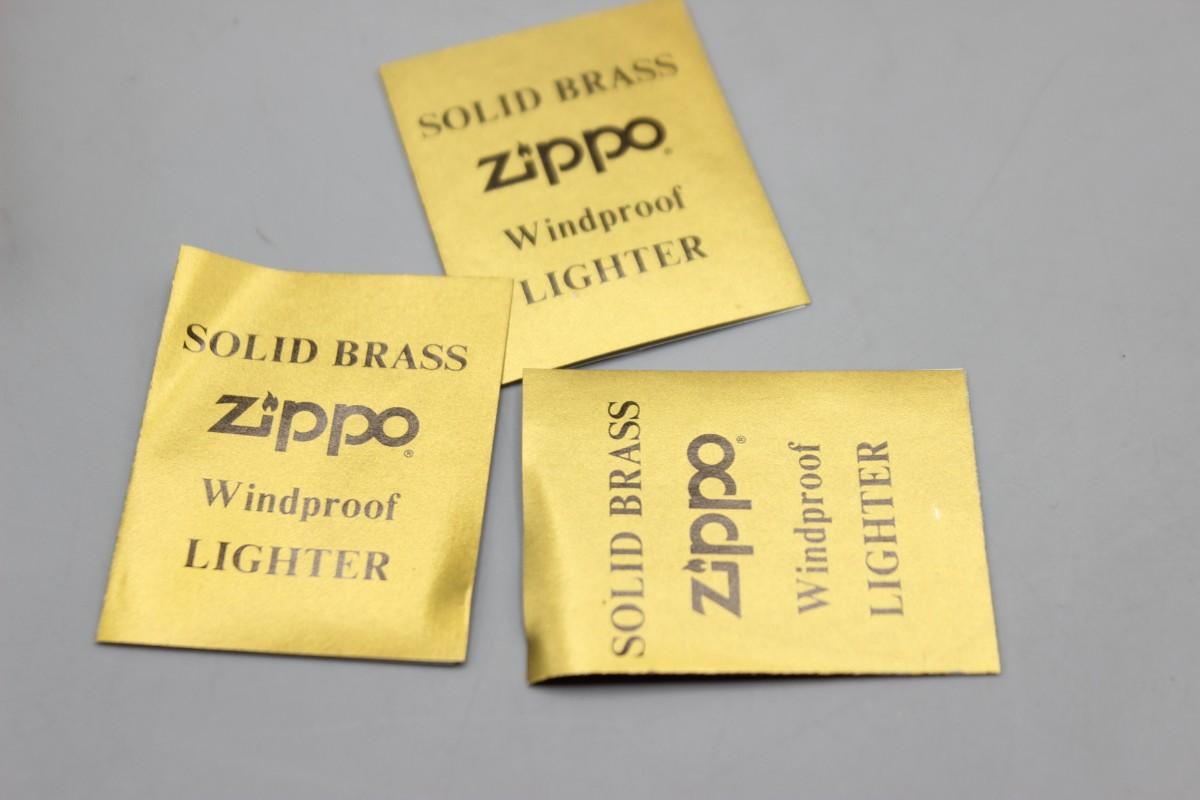 SOLID BRASS
Zippo®
Windproof
LIGHTER
SOLID BRASS
Zippo®
Windproof
LIGHTER
SOLID BRASS
Zippo®
Windproof
LIGHTER